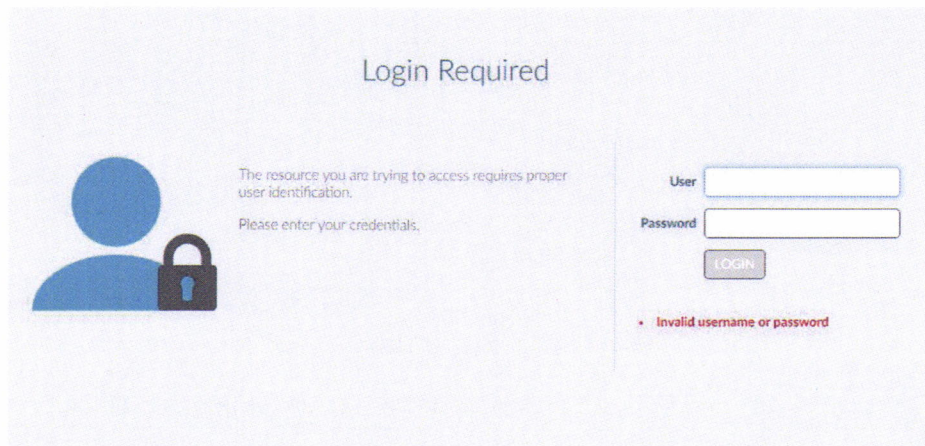 Login Required
The resource you are trying to access requires proper
user identification.
Please enter your credentials.
User
Password
LOGIN
• Invalid username or password